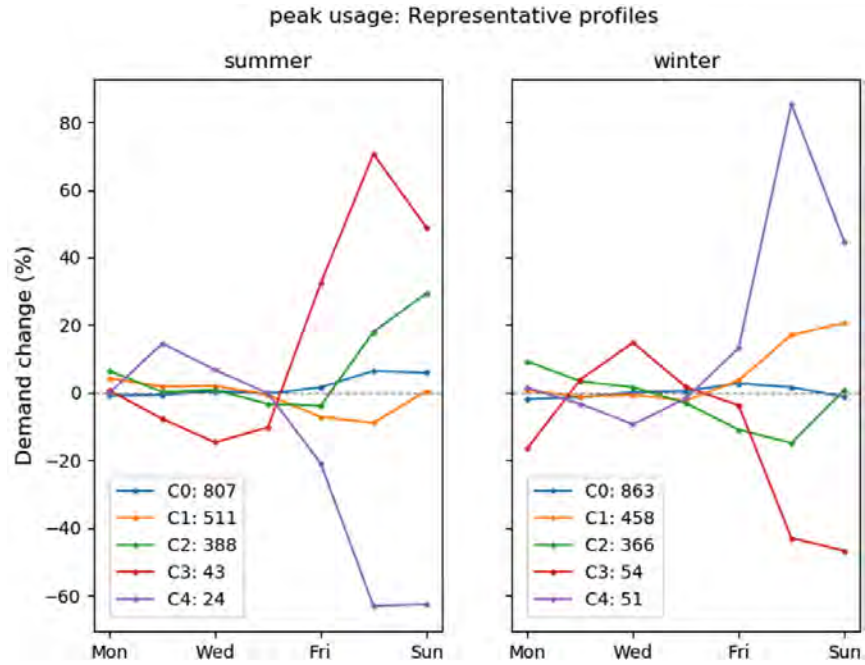 peak usage: Representative profiles
summer
winter
Demand change (%)
80
60
40
20
0
−20
−40
−60
C0: 807
C1: 511
C2: 388
C3: 43
C4: 24
C0: 863
C1: 458
C2: 366
C3: 54
C4: 51
Mon Wed Fri Sun
Mon Wed Fri Sun